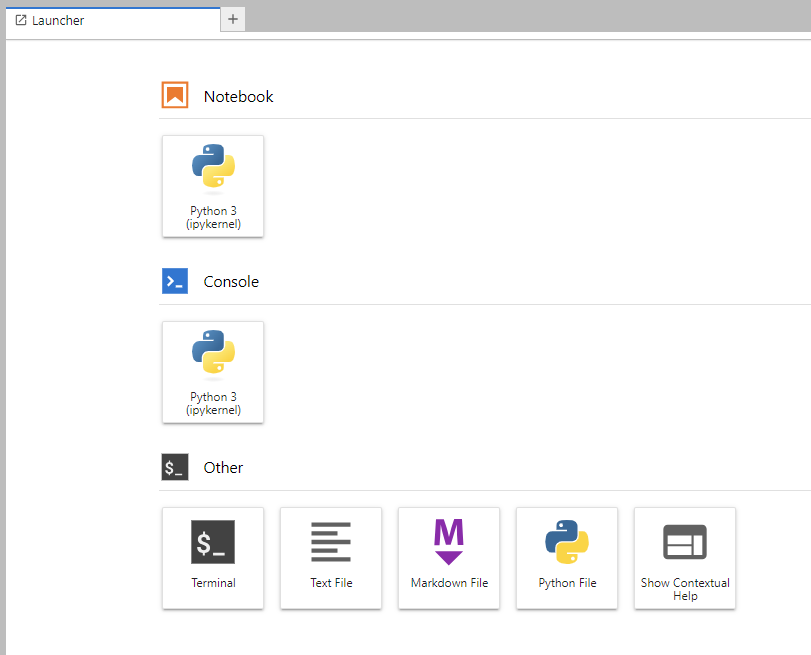 Launcher
+
Notebook
Python 3
(ipykernel)
Console
Python 3
(ipykernel)
$_ Other
$_
Terminal
Text File
M
Markdown File
Python File
Show Contextual
Help